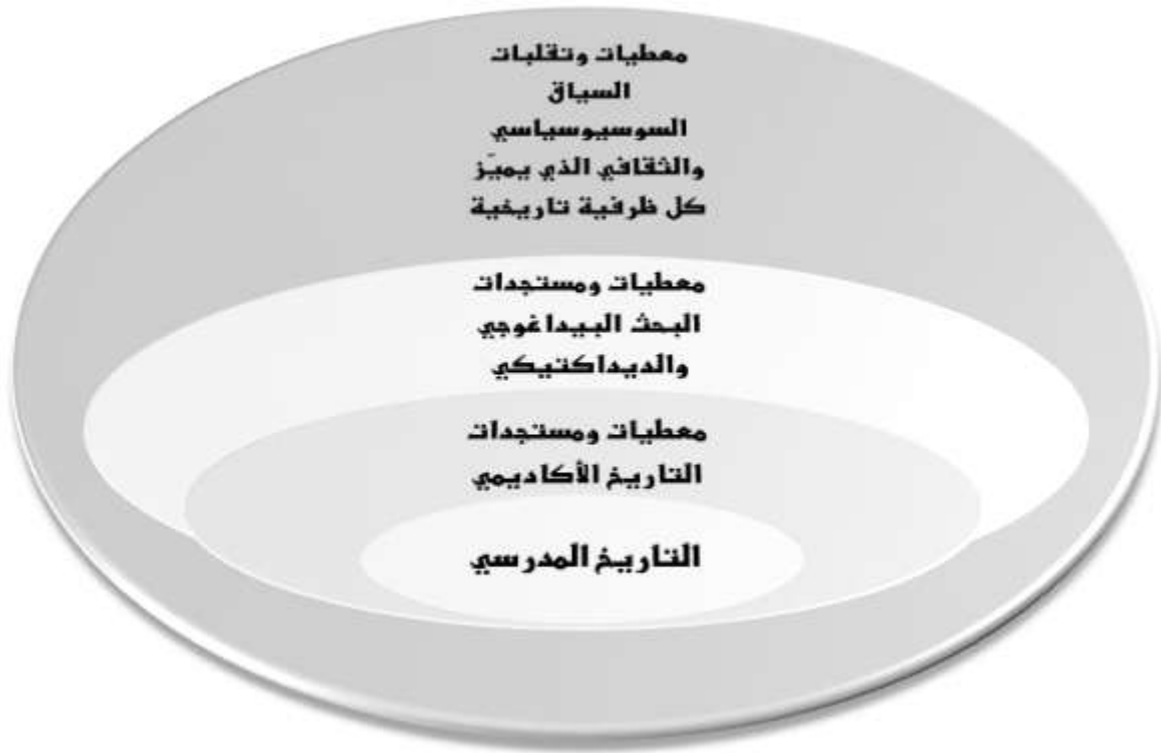 معطيات وتقلبات
السياق
السوسيوسياسي
والثقافي الذي يميّز
كل ظرفية تاريخية
معطيات ومستجدات
البحث البيداغوجي
والديداكتيكي
معطيات ومستجدات
التاريخ الأكاديمي
التاريخ المدرسي